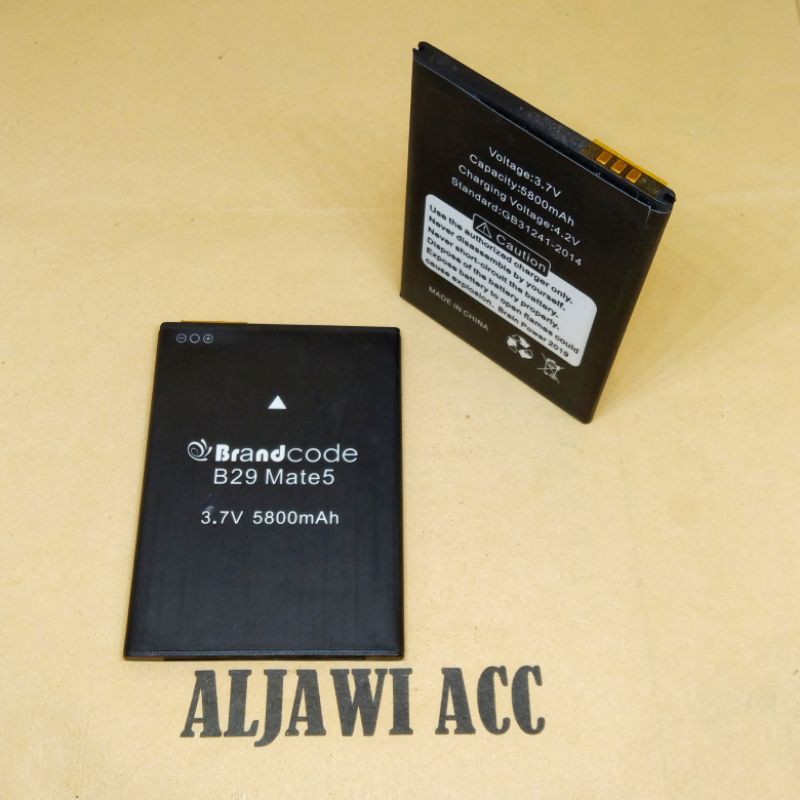 Voltage:3.7V
Capacity:5800mAh
Charging Voltage:4.2V
Standard:GB31241-2014
Caution
Use the authorized charger only.
Never disassemble by yourself.
Never short-circuit the battery.
Dispose of the battery properly.
Expose battery to open flames could
cause explosion. Brain Power 2019
MADE IN CHINA
Brandcode
B29 Mate5
3.7V 5800mAh
ALJAWI ACC